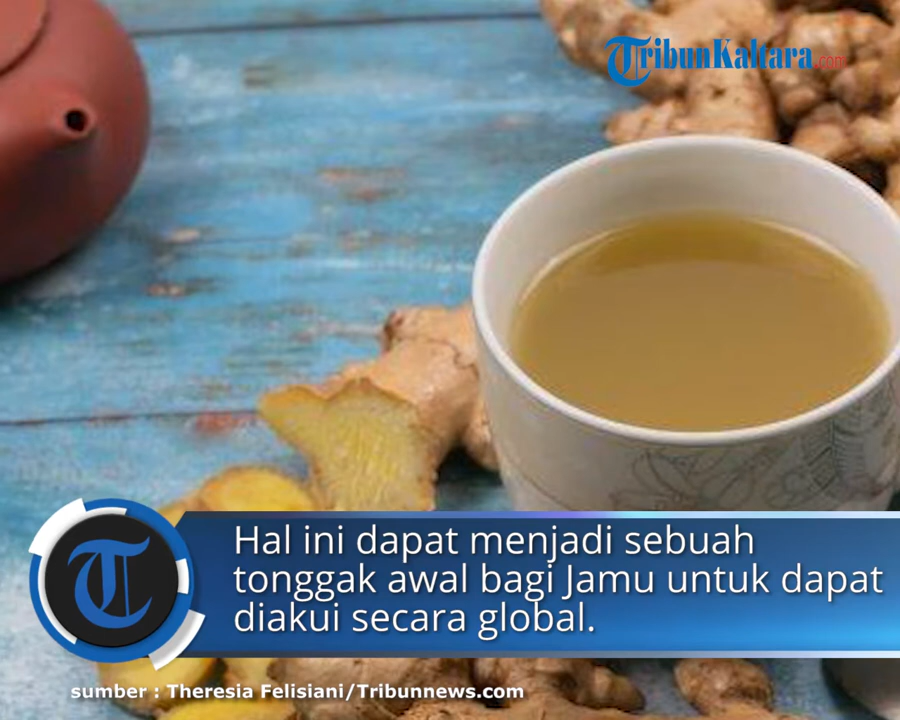 TribunKaltara.com
Hal ini dapat menjadi sebuah
tonggak awal bagi Jamu untuk dapat
diakui secara global.
T
sumber : Theresia Felisiani/Tribunnews.com